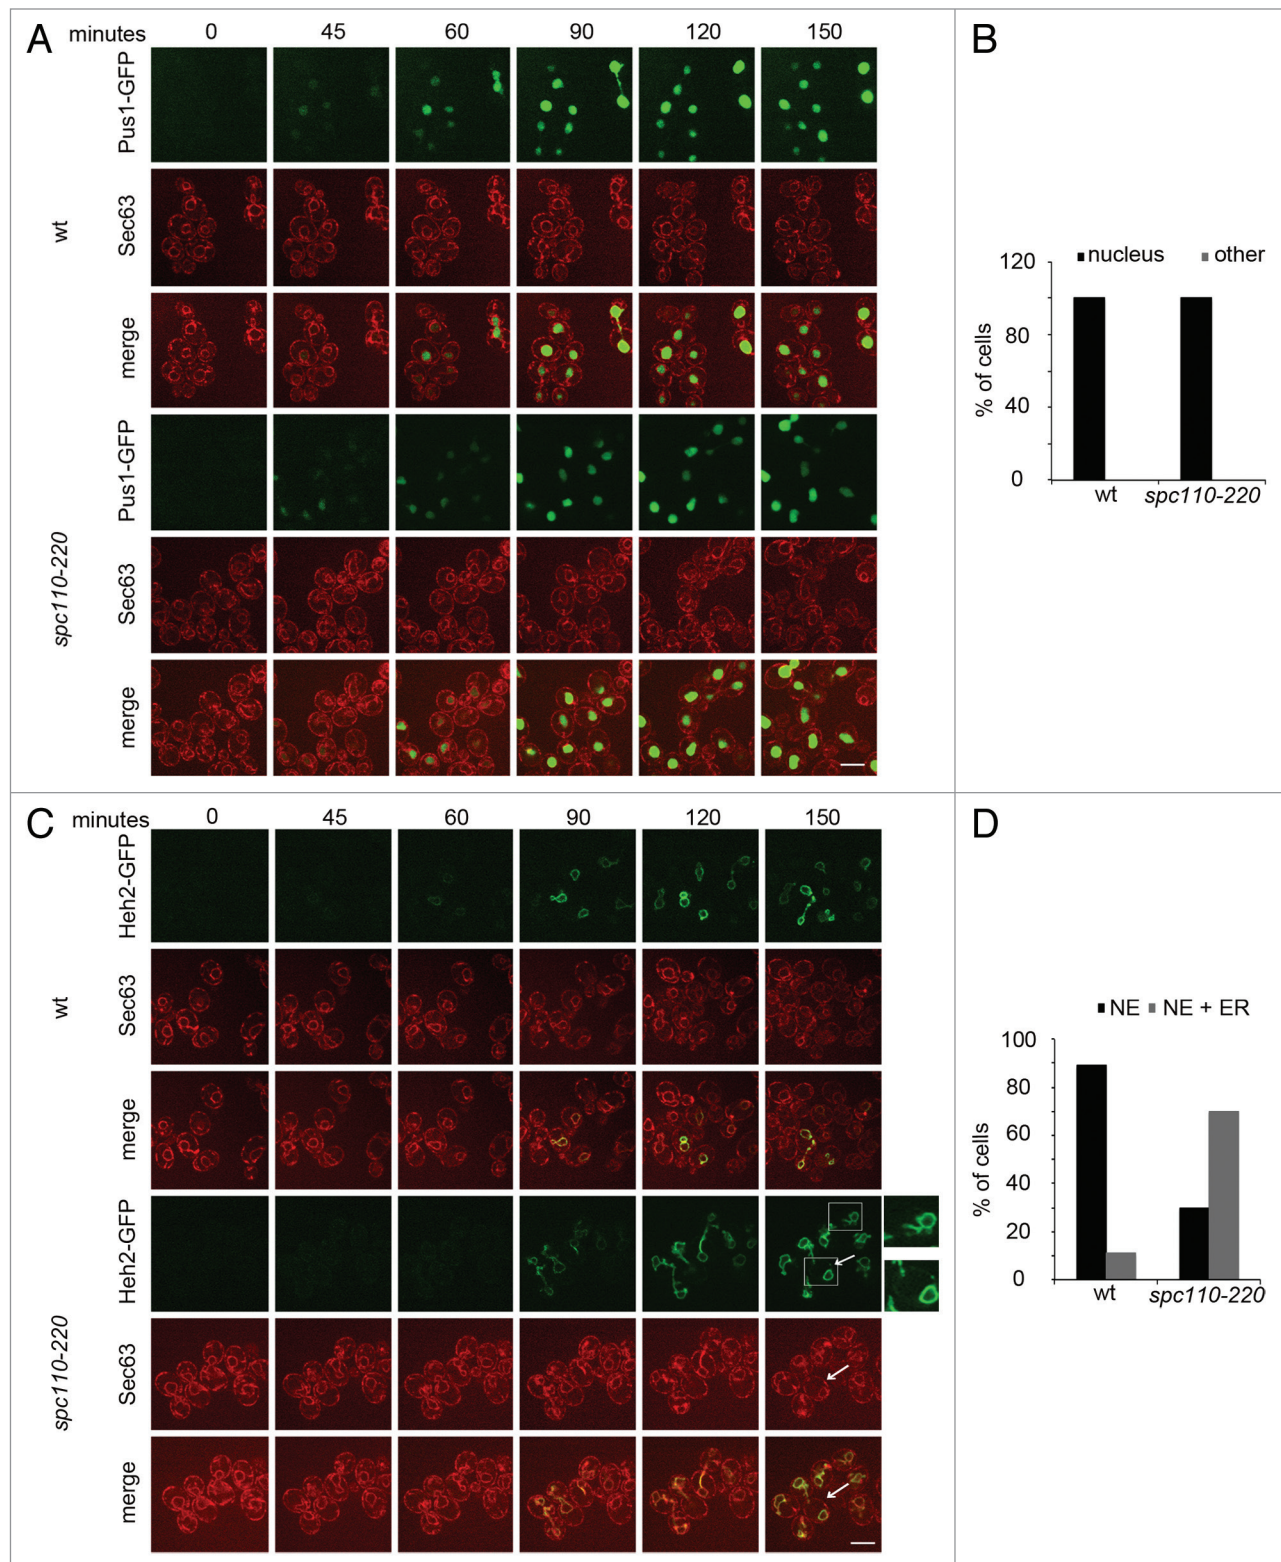 A
minutes 0 45 60 90 120 150
wt
Pus1-GFP
Sec63
merge
spc110-220
Pus1-GFP
Sec63
merge
B
nucleus other
120
80
40
0
% of cells
wt spc110-220
C
minutes 0 45 60 90 120 150
wt
Heh2-GFP
Sec63
merge
spc110-220
Heh2-GFP
Sec63
merge
D
NE NE + ER
100
80
60
40
20
0
% of cells
wt spc110-220